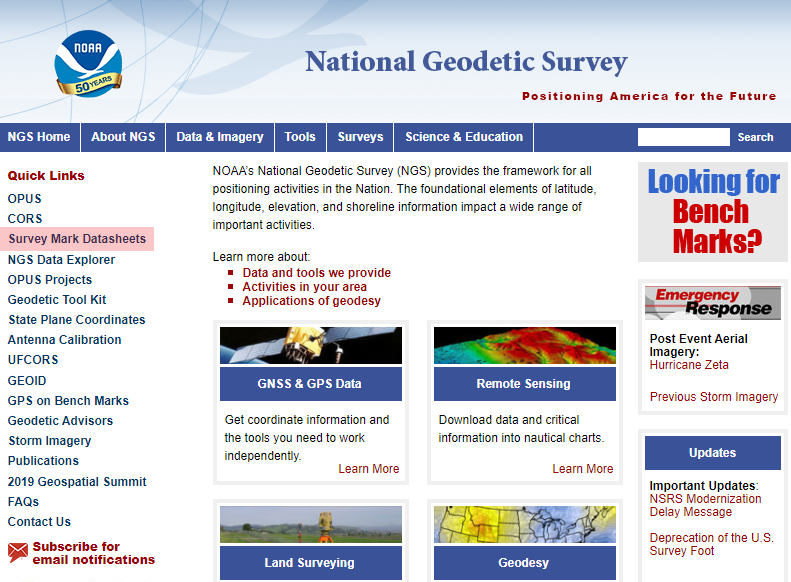 NOAA
50 YEARS
National Geodetic Survey
Positioning America for the Future
NGS Home
About NGS
Data & Imagery
Tools
Surveys
Science & Education
Search
Quick Links
OPUS
CORS
Survey Mark Datasheets
NGS Data Explorer
OPUS Projects
Geodetic Tool Kit
State Plane Coordinates
Antenna Calibration
UFCORS
GEOID
GPS on Bench Marks
Geodetic Advisors
Storm Imagery
Publications
2019 Geospatial Summit
FAQs
Contact Us
Subscribe for
email notifications
NOAA's National Geodetic Survey (NGS) provides the framework for all
positioning activities in the Nation. The foundational elements of latitude,
longitude, elevation, and shoreline information impact a wide range of
important activities.
Learn more about:
Data and tools we provide
Activities in your area
Applications of geodesy
GNSS & GPS Data
Get coordinate information and
the tools you need to work
independently.
Learn More
Remote Sensing
Download data and critical
information into nautical charts.
Learn More
Land Surveying
Geodesy
Looking for
Bench
Marks?
Emergency
Response
Post Event Aerial
Imagery:
Hurricane Zeta
Previous Storm Imagery
Updates
Important Updates:
NSRS Modernization
Delay Message
Deprecation of the U.S.
Survey Foot